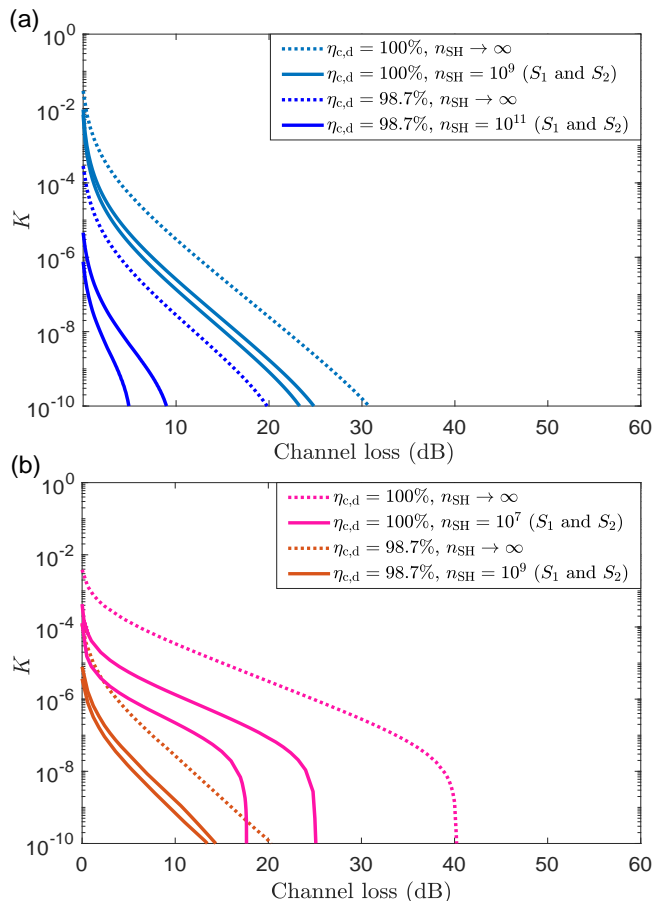 (a)
η_c,d = 100%, n_SH → ∞
η_c,d = 100%, n_SH = 10^9 (S_1 and S_2)
η_c,d = 98.7%, n_SH → ∞
η_c,d = 98.7%, n_SH = 10^11 (S_1 and S_2)
10^0
10^-2
10^-4
10^-6
10^-8
10^-10
K
10 20 30 40 50 60
Channel loss (dB)
(b)
η_c,d = 100%, n_SH → ∞
η_c,d = 100%, n_SH = 10^7 (S_1 and S_2)
η_c,d = 98.7%, n_SH → ∞
η_c,d = 98.7%, n_SH = 10^9 (S_1 and S_2)
10^0
10^-2
10^-4
10^-6
10^-8
10^-10
K
0 10 20 30 40 50 60
Channel loss (dB)